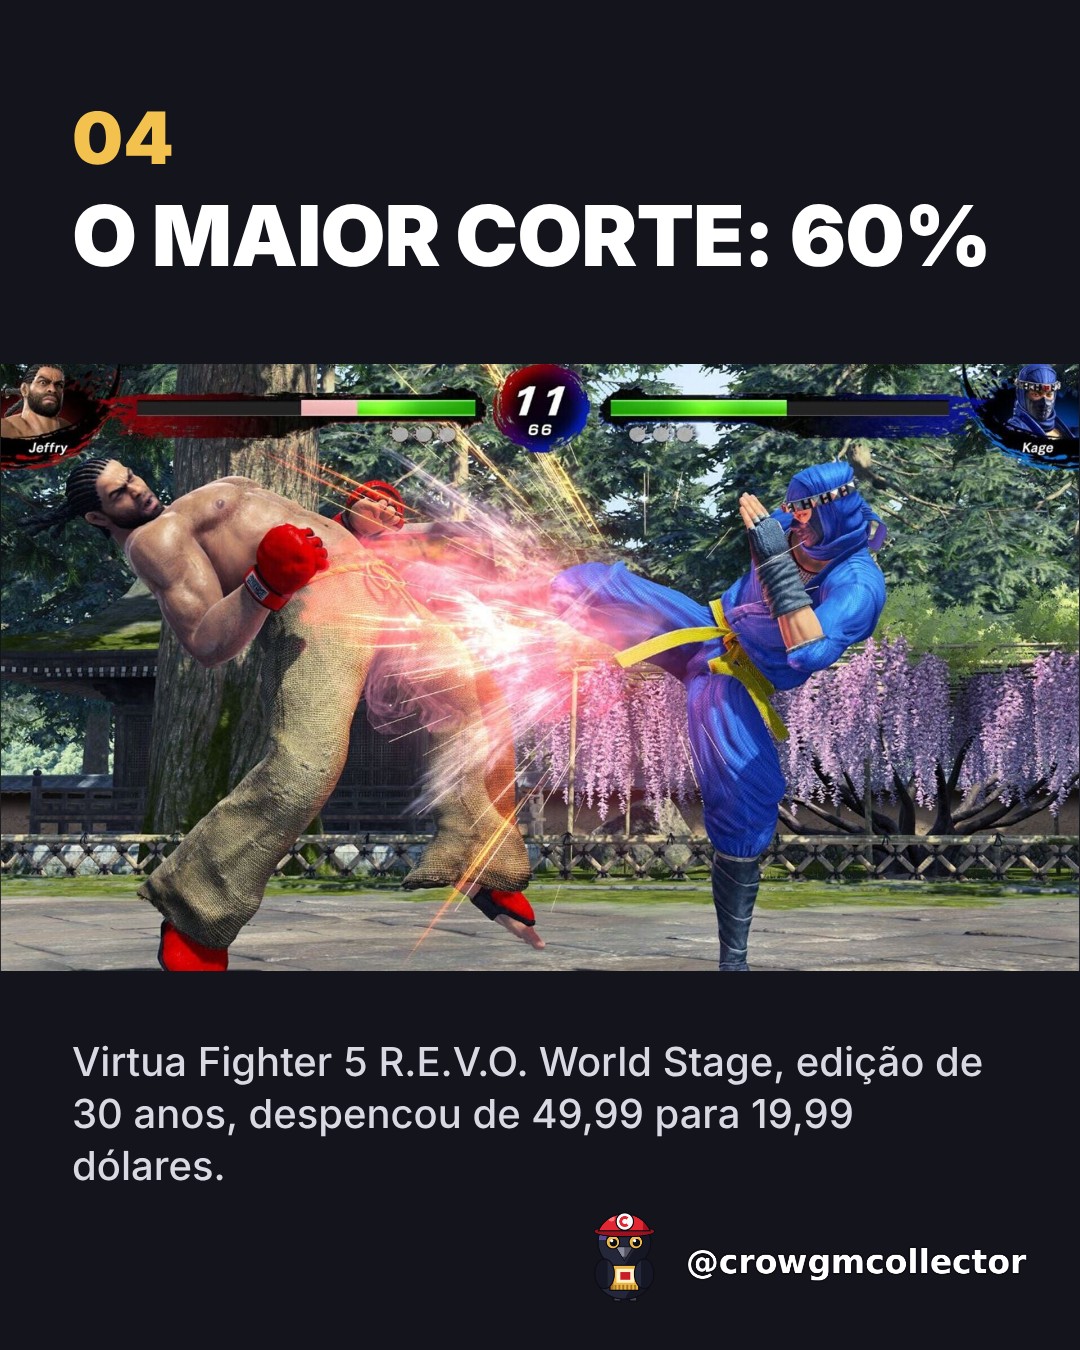 04
O MAIOR CORTE: 60%
Jeffry
11
66
Kage
Virtua Fighter 5 R.E.V.O. World Stage, edição de
30 anos, despencou de 49,99 para 19,99
dólares.
C
@crowgmcollector